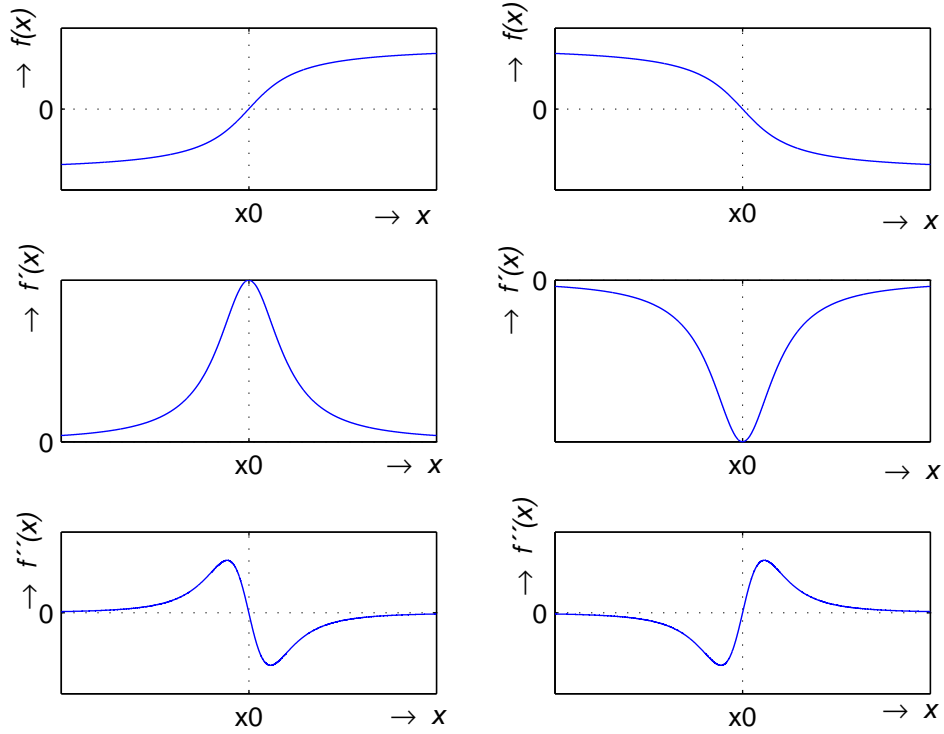 → f(x)
0
x0
→ x
→ f(x)
0
x0
→ x
→ f´(x)
0
x0
→ x
→ f´(x)
0
x0
→ x
→ f´´(x)
0
x0
→ x
→ f´´(x)
0
x0
→ x